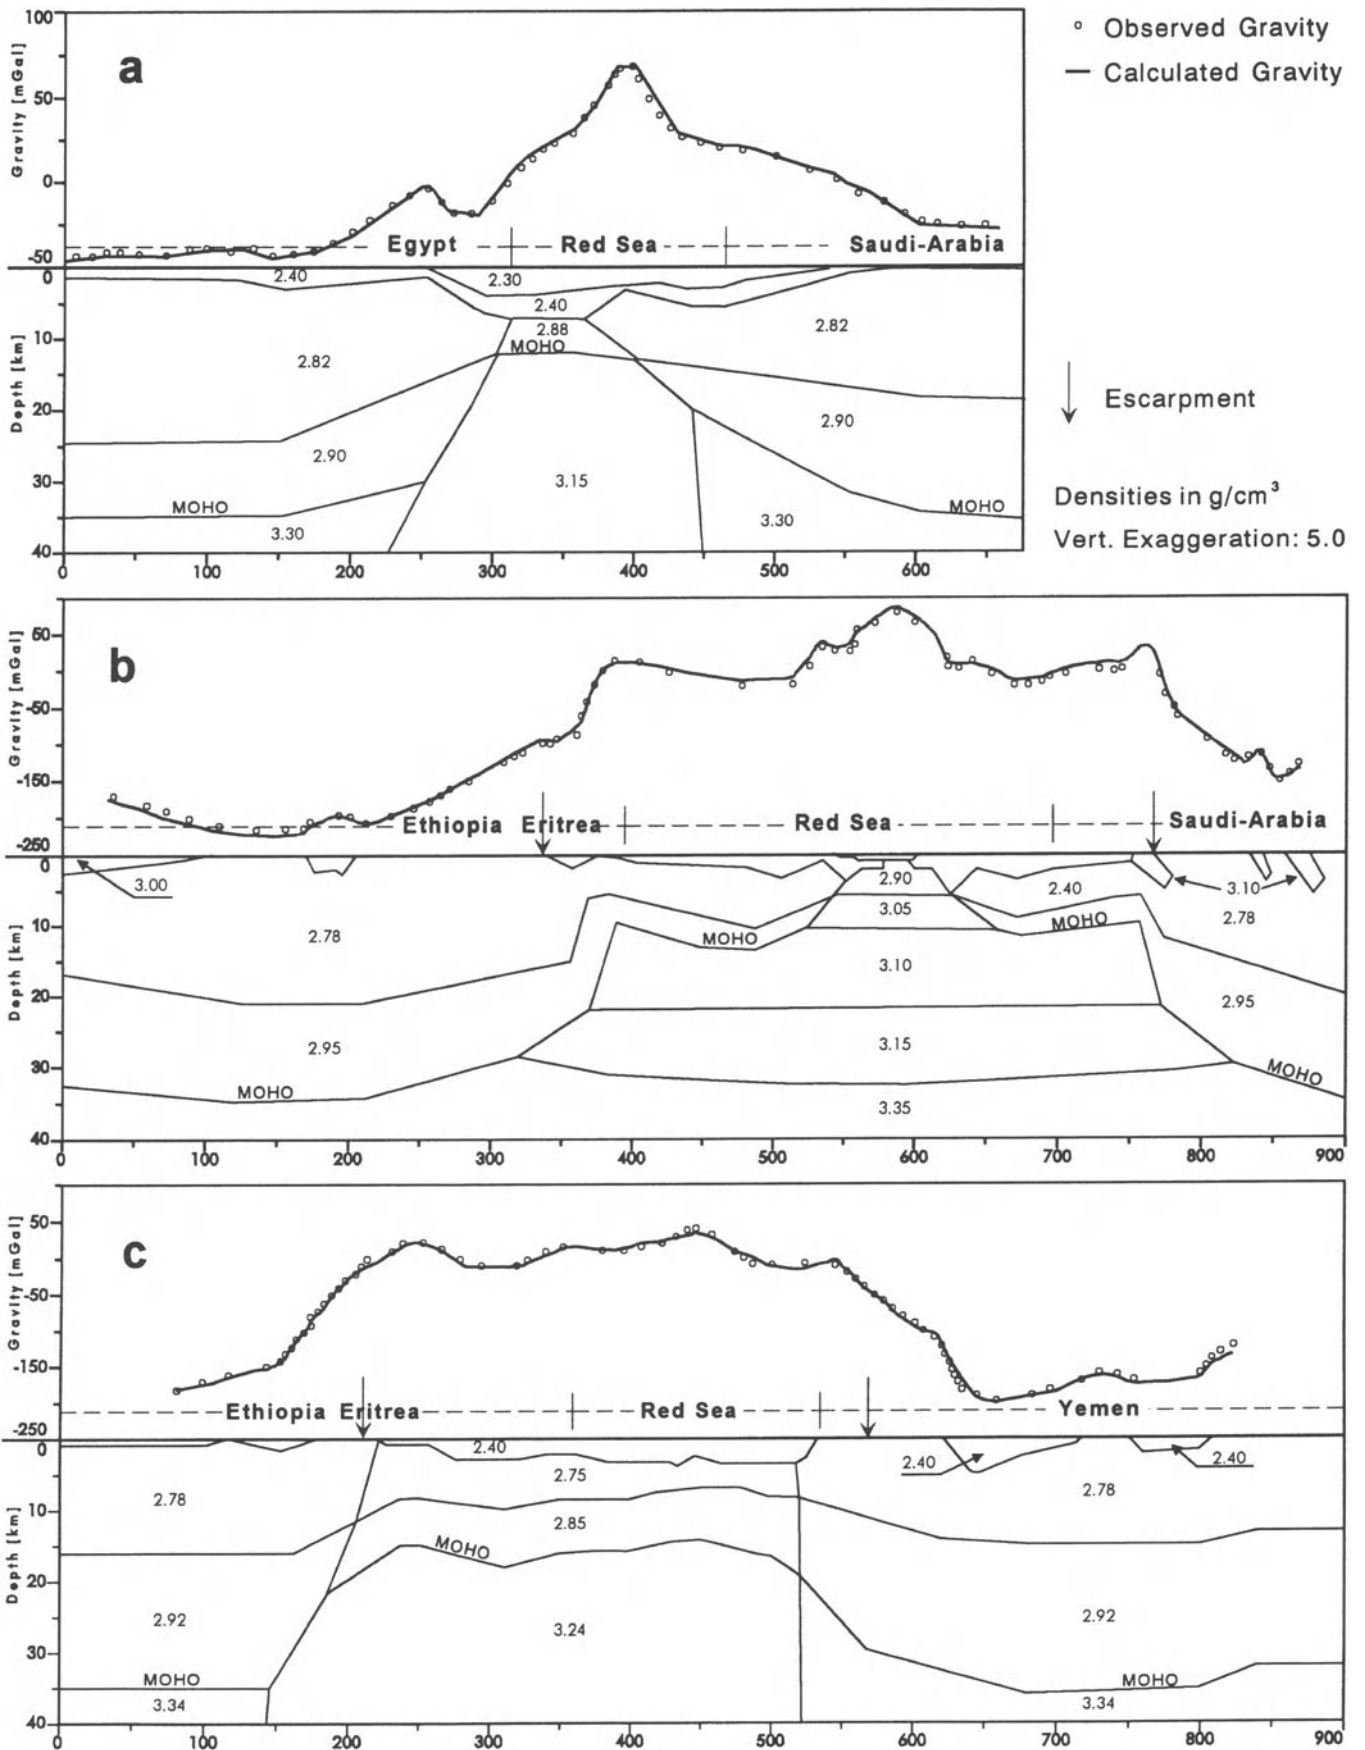 a
Gravity [mGal]
100
50
0
-50
Egypt
Red Sea
Saudi-Arabia
Observed Gravity
Calculated Gravity
Depth [km]
0
10
20
30
40
2.40
2.30
2.40
2.88
MOHO
2.82
2.82
2.90
2.90
3.15
MOHO
MOHO
3.30
3.30
0 100 200 300 400 500 600
Escarpment
Densities in g/cm³
Vert. Exaggeration: 5.0
b
Gravity [mGal]
50
-50
-150
-250
Ethiopia Eritrea
Red Sea
Saudi-Arabia
Depth [km]
0
10
20
30
40
3.00
2.90
2.40
3.10
3.05
2.78
2.78
MOHO
MOHO
3.10
2.95
2.95
3.15
MOHO
MOHO
3.35
0 100 200 300 400 500 600 700 800 900
c
Gravity [mGal]
50
-50
-150
-250
Ethiopia Eritrea
Red Sea
Yemen
Depth [km]
0
10
20
30
40
2.40
2.40
2.40
2.75
2.78
2.78
2.85
MOHO
2.92
2.92
3.24
MOHO
MOHO
3.34
3.34
0 100 200 300 400 500 600 700 800 900